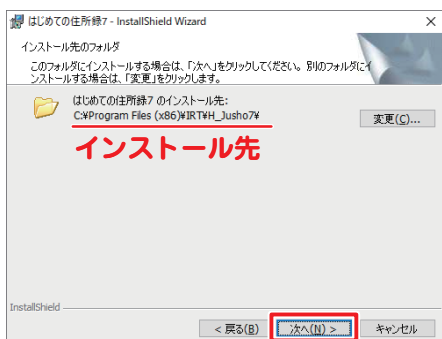 はじめての住所録7 - InstallShield Wizard
インストール先のフォルダ
このフォルダにインストールする場合は、「次へ」をクリックしてください。別のフォルダにイ
ンストールする場合は、「変更」をクリックします。
はじめての住所録7 のインストール先:
C:¥Program Files (x86)¥IRT¥H_Jusho7¥
変更(C)...
インストール先
InstallShield
< 戻る(B)
次へ(N) >
キャンセル